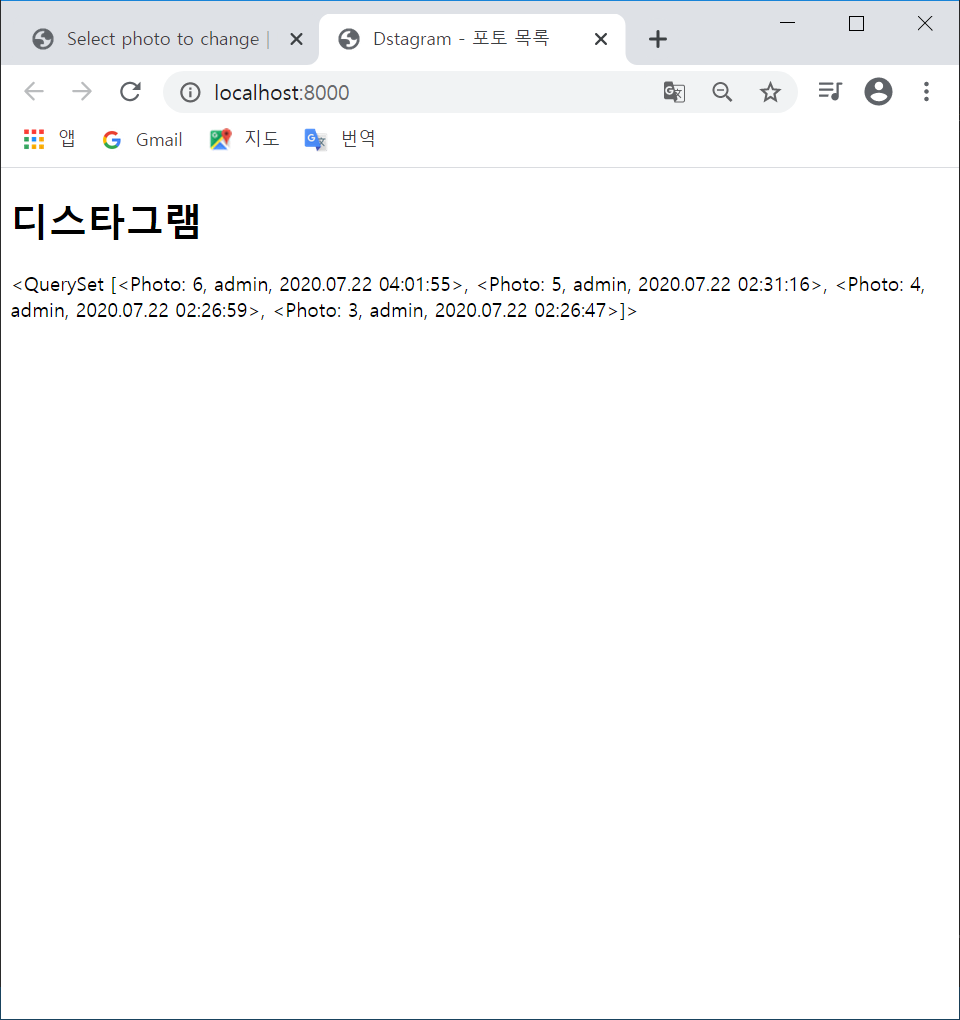 Select photo to change |
Dstagram - 포토 목록
localhost:8000
앱 Gmail 지도 번역
디스타그램
<QuerySet [<Photo: 6, admin, 2020.07.22 04:01:55>, <Photo: 5, admin, 2020.07.22 02:31:16>, <Photo: 4,
admin, 2020.07.22 02:26:59>, <Photo: 3, admin, 2020.07.22 02:26:47>]>